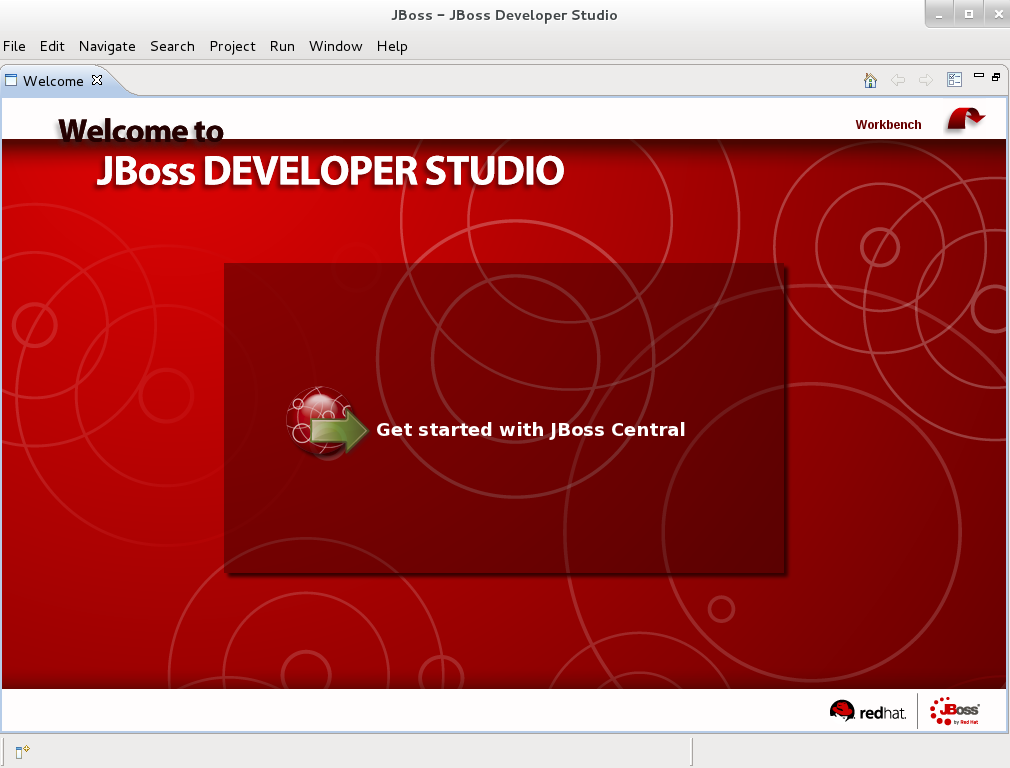 JBoss – JBoss Developer Studio
File Edit Navigate Search Project Run Window Help
Welcome
Welcome to
Workbench
JBoss DEVELOPER STUDIO
Get started with JBoss Central
redhat.
JBoss
by Red Hat